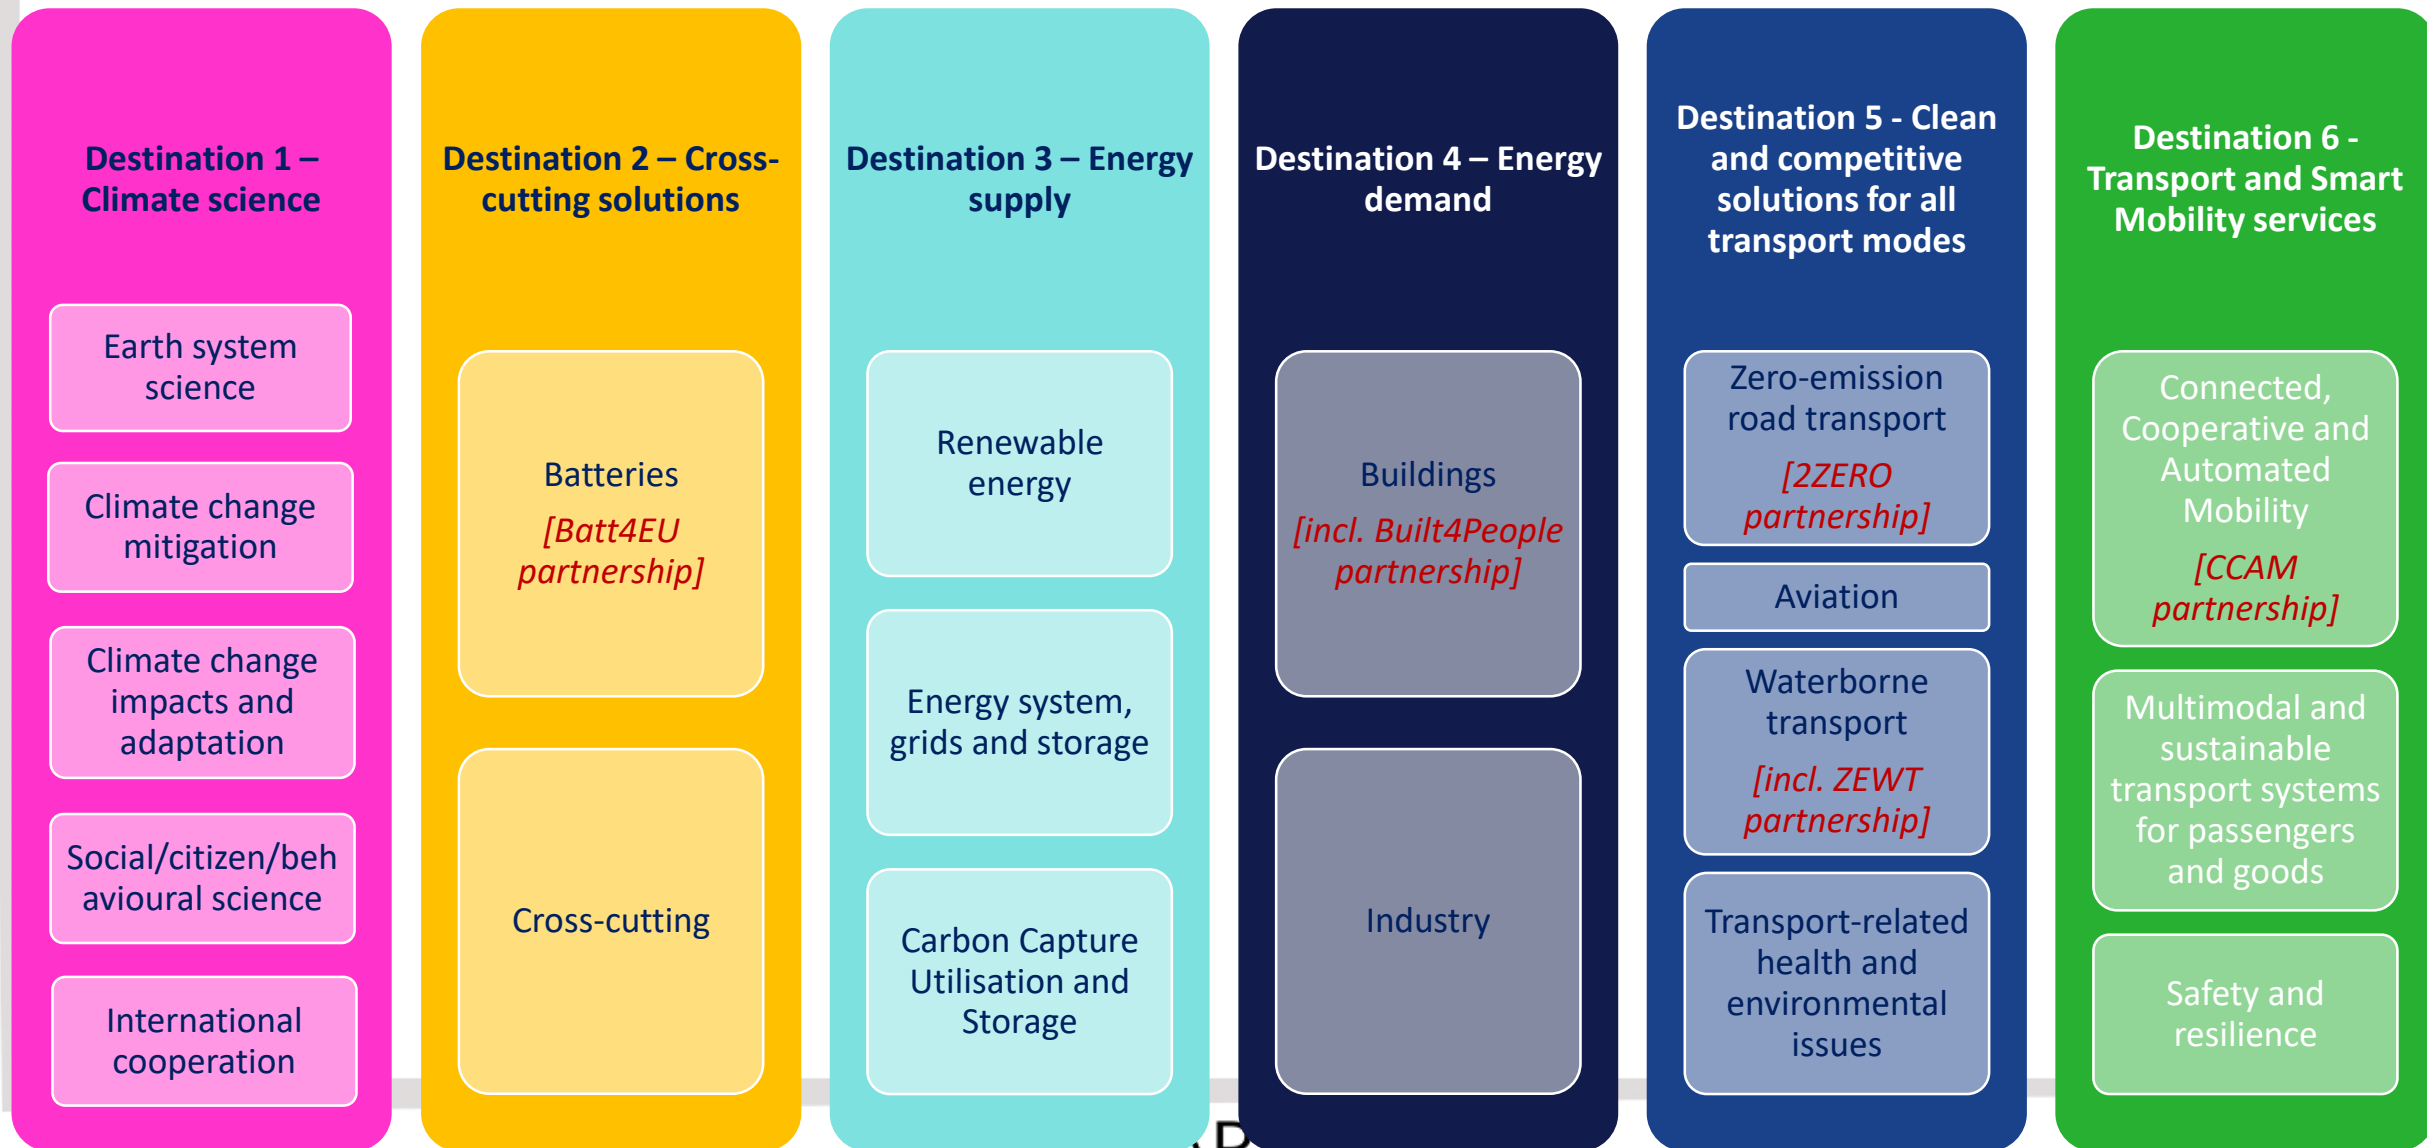 Destination 1 –
Climate science
Earth system
science
Climate change
mitigation
Climate change
impacts and
adaptation
Social/citizen/beh
avioural science
International
cooperation
Destination 2 – Cross-
cutting solutions
Batteries
[Batt4EU
partnership]
Cross-cutting
Destination 3 – Energy
supply
Renewable
energy
Energy system,
grids and storage
Carbon Capture
Utilisation and
Storage
Destination 4 – Energy
demand
Buildings
[incl. Built4People
partnership]
Industry
Destination 5 - Clean
and competitive
solutions for all
transport modes
Zero-emission
road transport
[2ZERO
partnership]
Aviation
Waterborne
transport
[incl. ZEWT
partnership]
Transport-related
health and
environmental
issues
Destination 6 -
Transport and Smart
Mobility services
Connected,
Cooperative and
Automated
Mobility
[CCAM
partnership]
Multimodal and
sustainable
transport systems
for passengers
and goods
Safety and
resilience